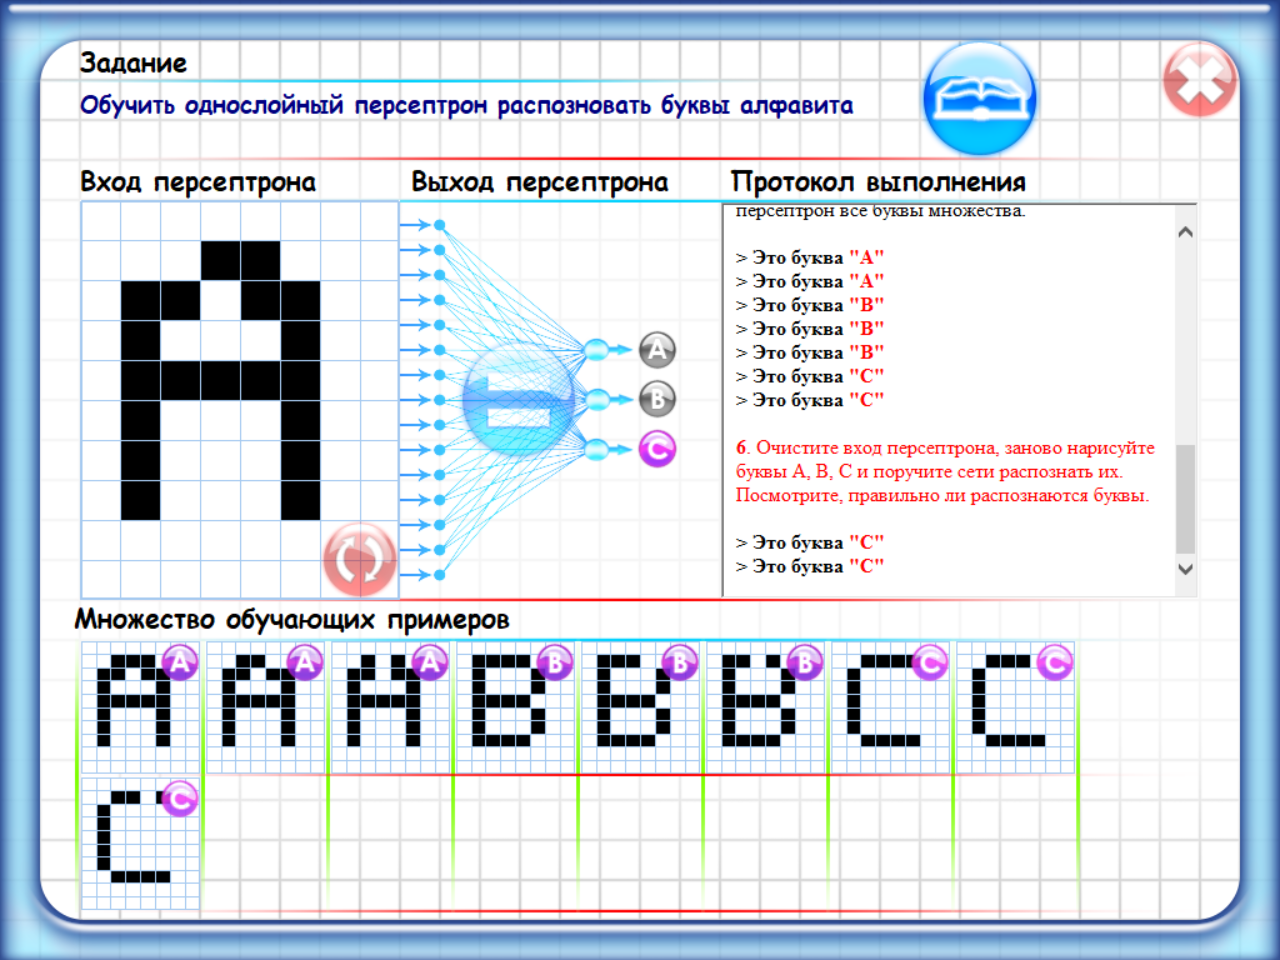 Задание
Обучить однослойный персептрон распозновать буквы алфавита
Вход персептрона
Выход персептрона
Протокол выполнения
A
B
C
персептрон все буквы множества.
> Это буква "А"
> Это буква "А"
> Это буква "В"
> Это буква "В"
> Это буква "В"
> Это буква "С"
> Это буква "С"
6. Очистите вход персептрона, заново нарисуйте
буквы А, В, С и поручите сети распознать их.
Посмотрите, правильно ли распознаются буквы.
> Это буква "С"
> Это буква "С"
Множество обучающих примеров
A A A B B B C C
C